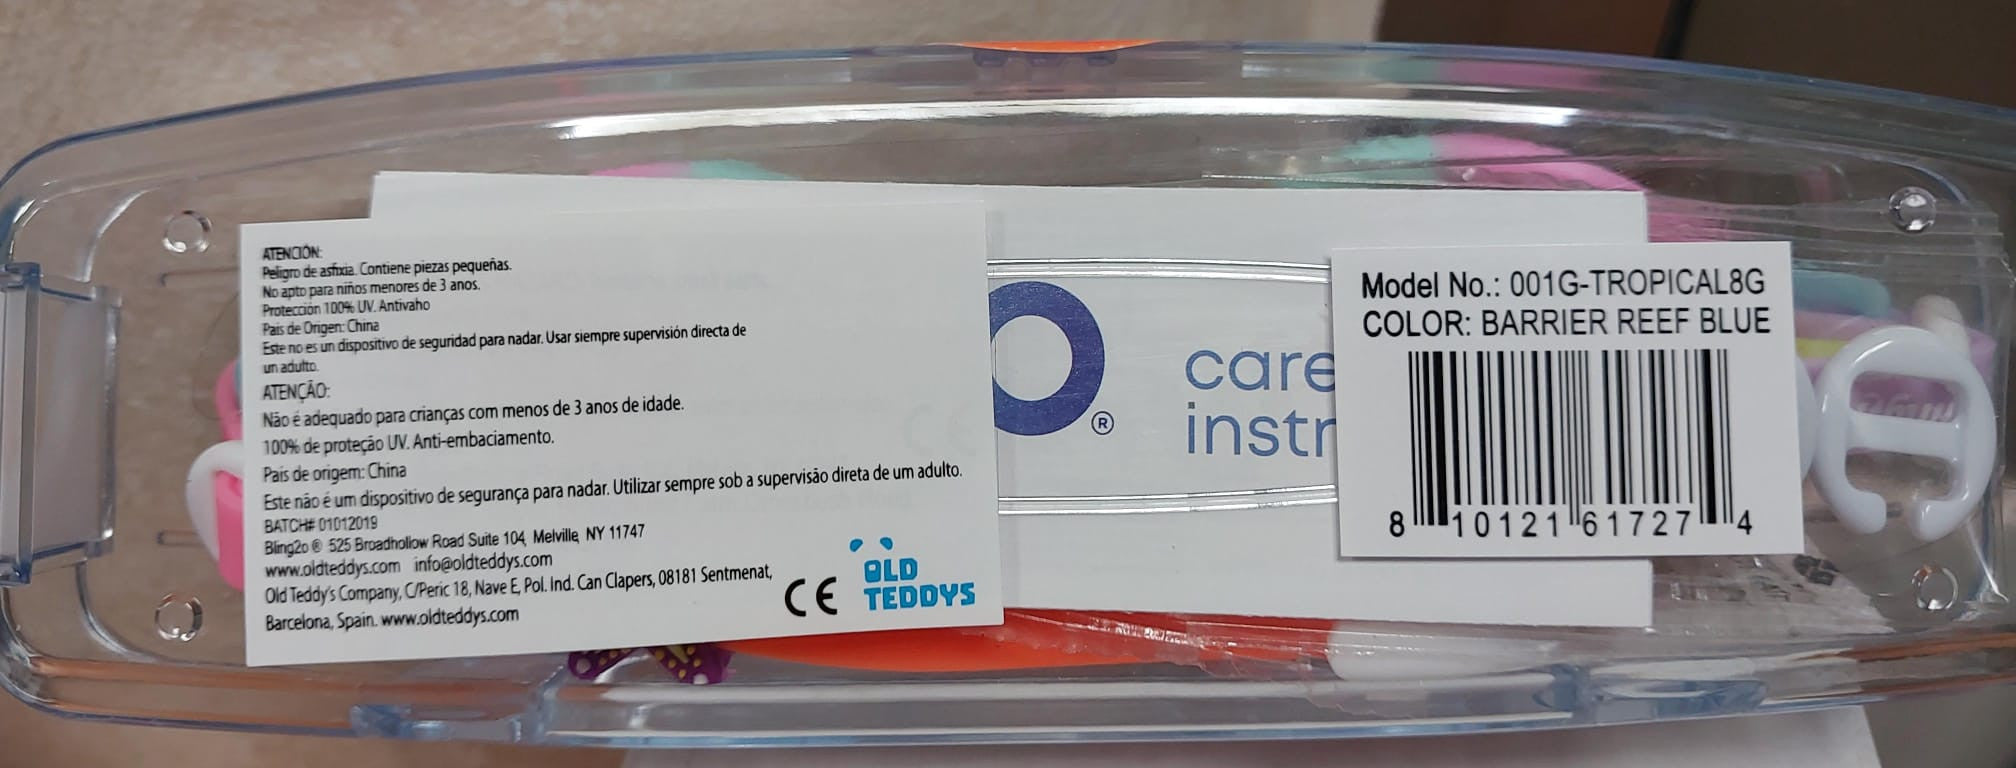 ATENCIÓN:
Peligro de asfixia. Contiene piezas pequeñas.
No apto para niños menores de 3 anos.
Protección 100% UV. Antivaho
Pais de Origen: China
Este no es un dispositivo de seguridad para nadar. Usar siempre supervisión directa de
un adulto.
ATENÇÃO:
Não é adequado para crianças com menos de 3 anos de idade.
100% de proteção UV. Anti-embaciamento.
Pais de origem: China
Este não é um dispositivo de segurança para nadar. Utilizar sempre sob a supervisão direta de um adulto.
BATCH# 01012019
Bling2o ® 525 Broadhollow Road Suite 104, Melville, NY 11747
www.oldteddys.com info@oldteddys.com
Old Teddy's Company, C/Peric 18, Nave E, Pol. Ind. Can Clapers, 08181 Sentmenat,
Barcelona, Spain. www.oldteddys.com
CE
OLD
TEDDYS
®
care
instr
Model No.: 001G-TROPICAL8G
COLOR: BARRIER REEF BLUE
8 10121 61727 4